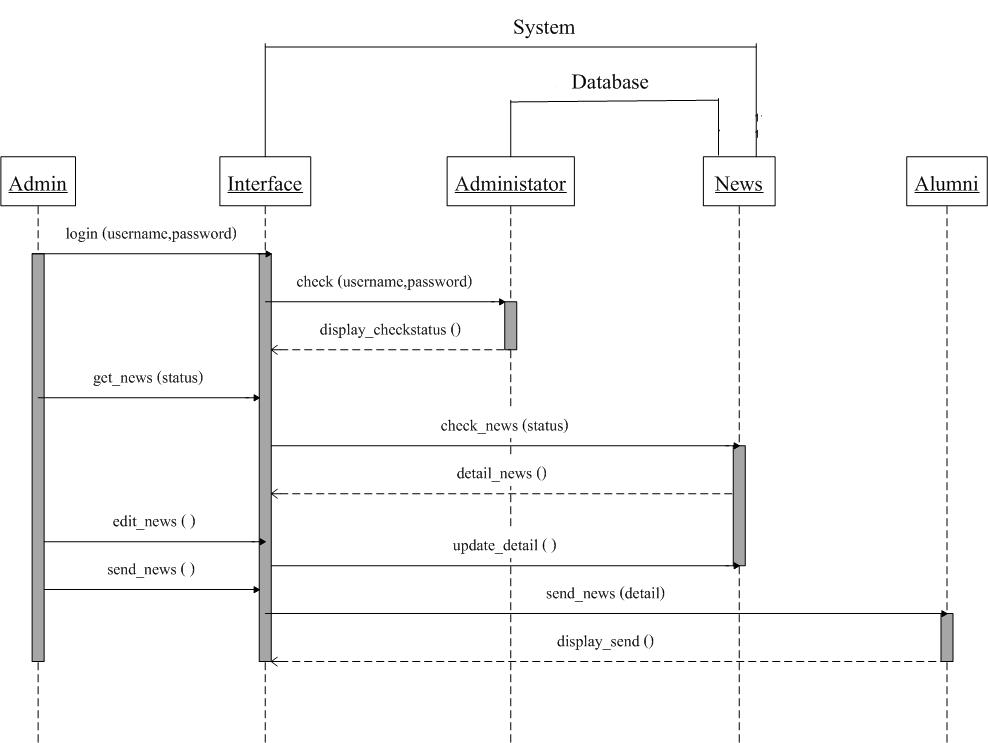 System
Database
Admin
Interface
Administator
News
Alumni
login (username,password)
check (username,password)
display_checkstatus ()
get_news (status)
check_news (status)
detail_news ()
edit_news ( )
update_detail ( )
send_news ( )
send_news (detail)
display_send ()